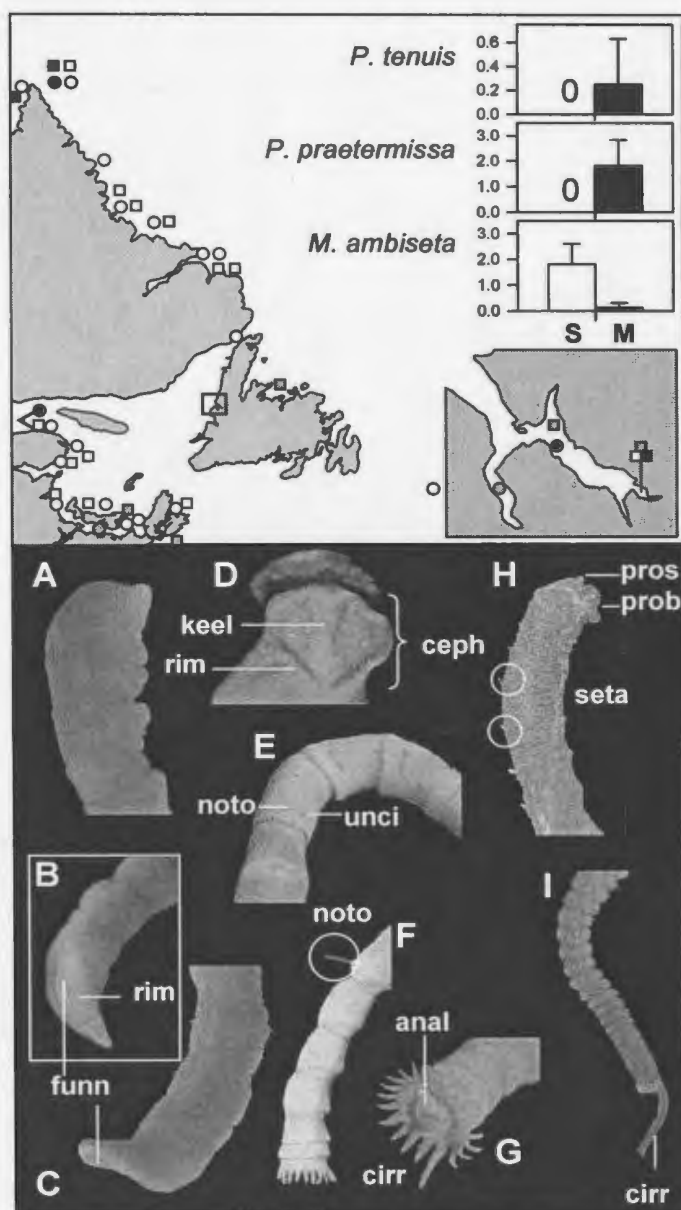 P. tenuis
0.6
0.4
0.2
0.0
0
P. praetermissa
3.0
2.0
1.0
0.0
0
M. ambiseta
3.0
2.0
1.0
0.0
S M
A
D
keel
rim
ceph
H
pros
prob
seta
E
noto
unci
B
rim
funn
C
noto
F
anal
G
cirr
I
cirr